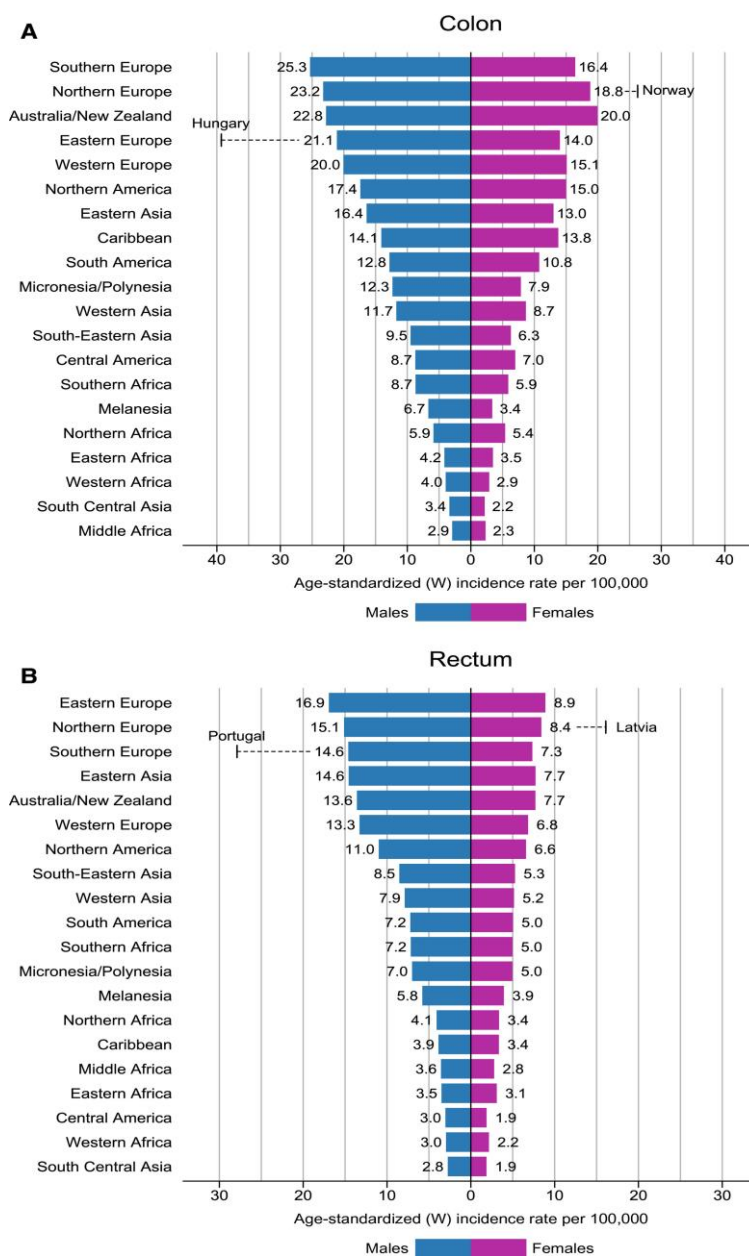 A
Colon
Southern Europe 25.3 16.4
Northern Europe 23.2 18.8 Norway
Australia/New Zealand 22.8 20.0
Hungary
Eastern Europe 21.1 14.0
Western Europe 20.0 15.1
Northern America 17.4 15.0
Eastern Asia 16.4 13.0
Caribbean 14.1 13.8
South America 12.8 10.8
Micronesia/Polynesia 12.3 7.9
Western Asia 11.7 8.7
South-Eastern Asia 9.5 6.3
Central America 8.7 7.0
Southern Africa 8.7 5.9
Melanesia 6.7 3.4
Northern Africa 5.9 5.4
Eastern Africa 4.2 3.5
Western Africa 4.0 2.9
South Central Asia 3.4 2.2
Middle Africa 2.9 2.3
40 30 20 10 0 10 20 30 40
Age-standardized (W) incidence rate per 100,000
Males Females
B
Rectum
Eastern Europe 16.9 8.9
Northern Europe 15.1 8.4 Latvia
Portugal
Southern Europe 14.6 7.3
Eastern Asia 14.6 7.7
Australia/New Zealand 13.6 7.7
Western Europe 13.3 6.8
Northern America 11.0 6.6
South-Eastern Asia 8.5 5.3
Western Asia 7.9 5.2
South America 7.2 5.0
Southern Africa 7.2 5.0
Micronesia/Polynesia 7.0 5.0
Melanesia 5.8 3.9
Northern Africa 4.1 3.4
Caribbean 3.9 3.4
Middle Africa 3.6 2.8
Eastern Africa 3.5 3.1
Central America 3.0 1.9
Western Africa 3.0 2.2
South Central Asia 2.8 1.9
30 20 10 0 10 20 30
Age-standardized (W) incidence rate per 100,000
Males Females